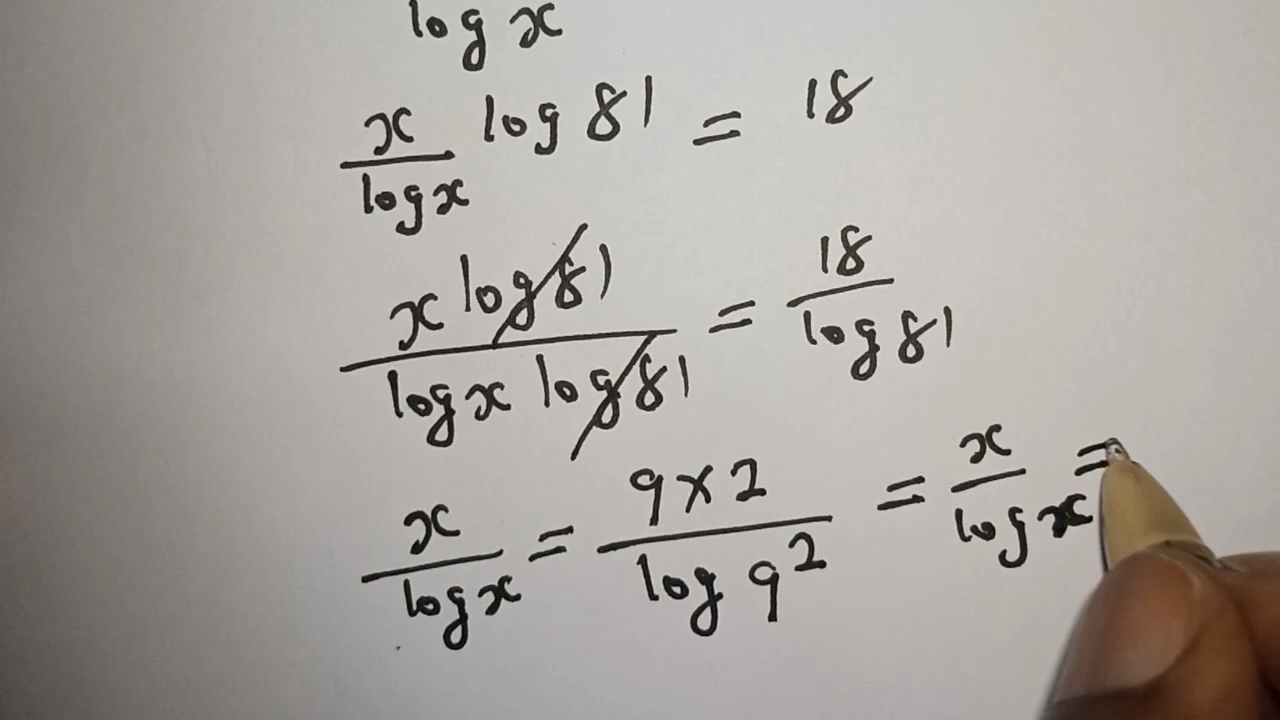 log x
x/log x log 81 = 18
x log 81/log x log 81 = 18/log 81
x/log x = 9 x 2/log 9² = x/log x =